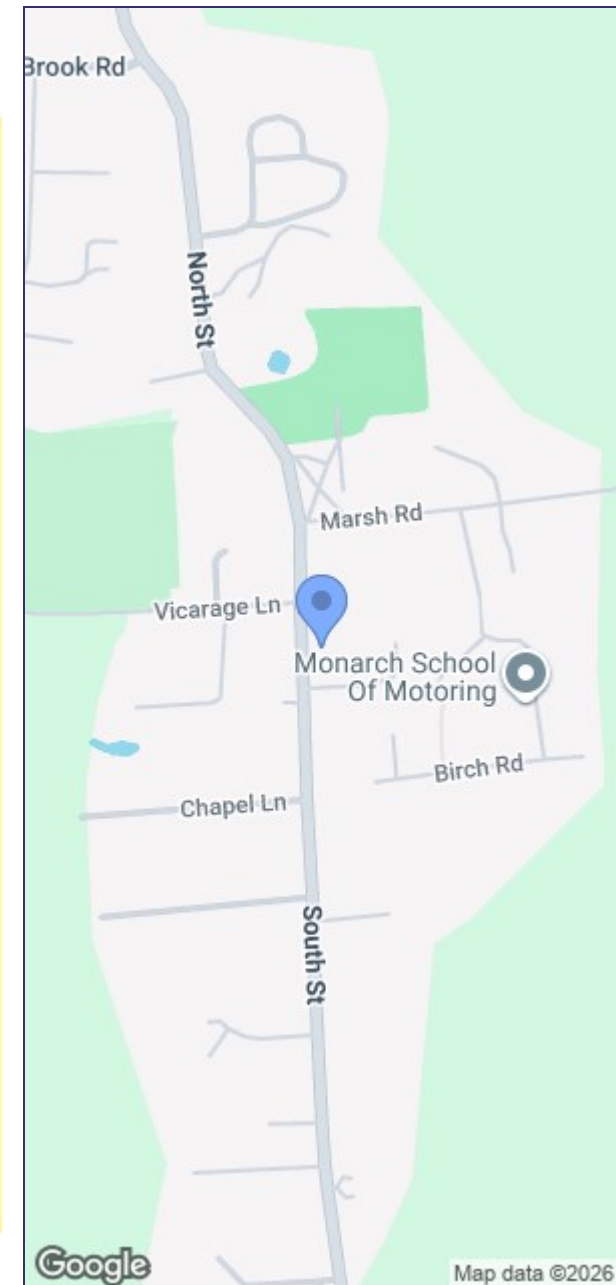 Brook Rd
North St
Marsh Rd
Vicarage Ln
Monarch School
Of Motoring
Birch Rd
Chapel Ln
South St
Google
Map data ©2026